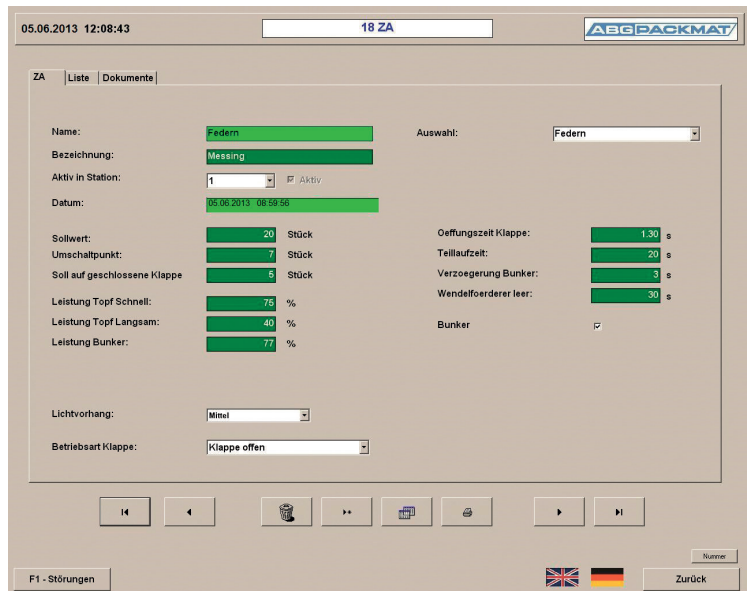 05.06.2013 12:08:43
18 ZA
ABG PACKMAT
ZA Liste Dokumente
Name: Federn
Auswahl: Federn
Bezeichnung: Messing
Aktiv in Station: 1 Aktiv
Datum: 05.06.2013 08:59:56
Sollwert: 20 Stück
Umschaltpunkt: 7 Stück
Soll auf geschlossene Klappe 5 Stück
Leistung Topf Schnell: 75 %
Leistung Topf Langsam: 40 %
Leistung Bunker: 77 %
Oeffungszeit Klappe: 1.30 s
Teillaufzeit: 20 s
Verzoegerung Bunker: 3 s
Wendelfoerderer leer: 30 s
Bunker
Lichtvorhang: Mittel
Betriebsart Klappe: Klappe offen
Nummer
F1 - Störungen
Zurück